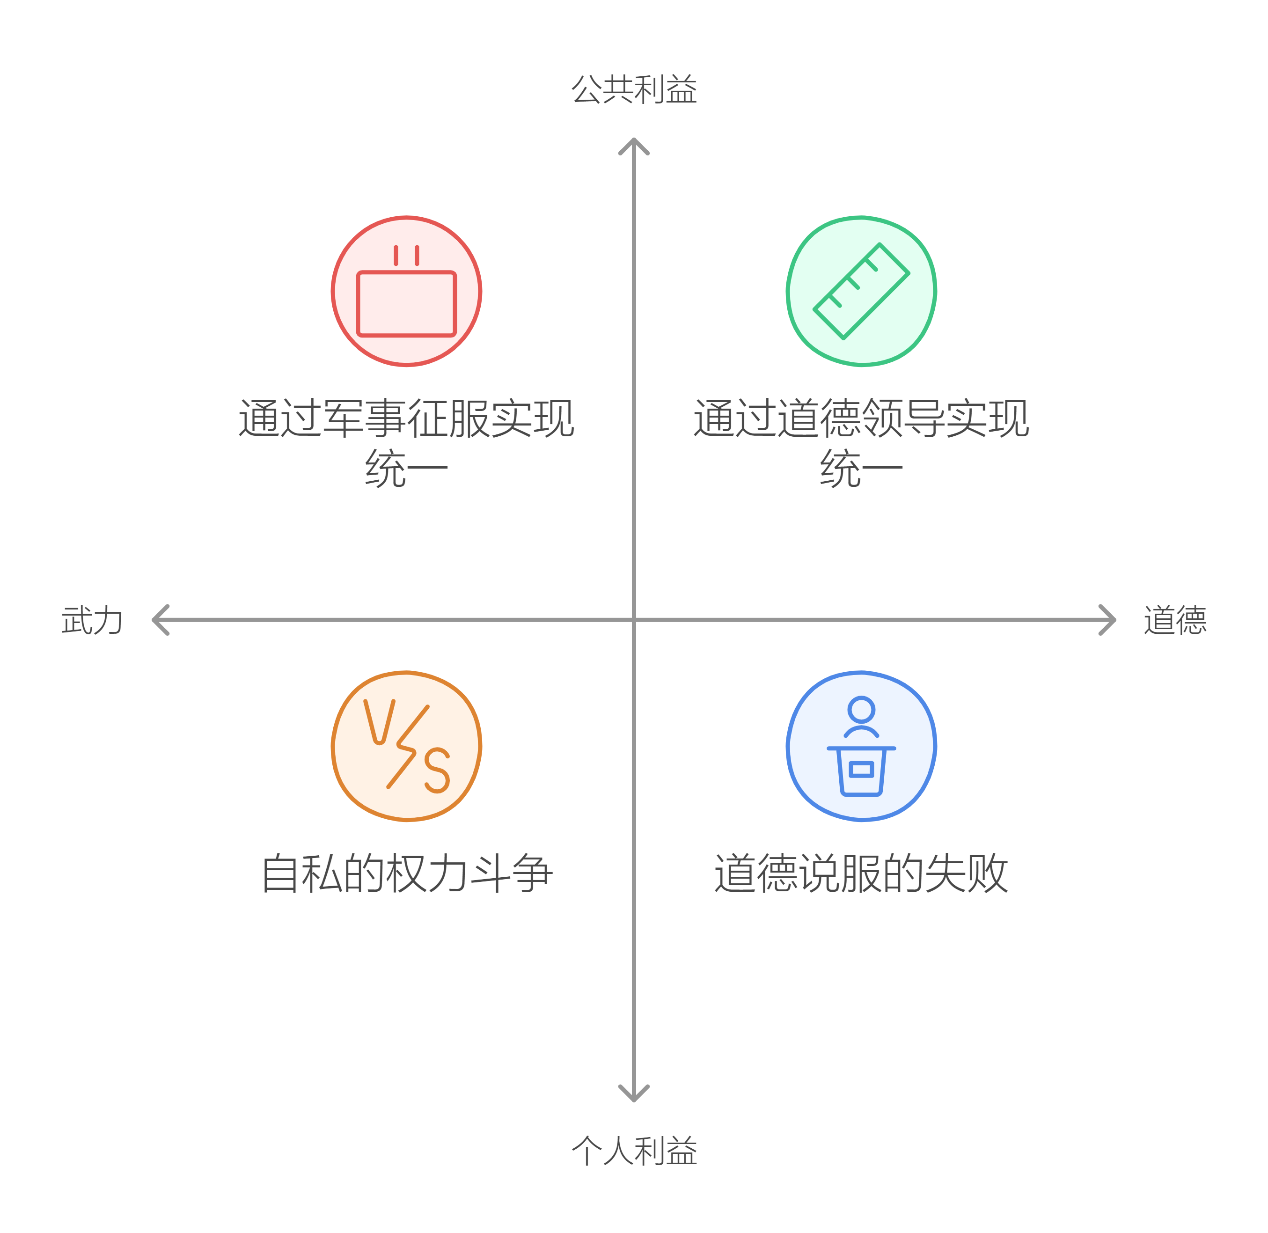 公共利益
通过军事征服实现
统一
通过道德领导实现
统一
武力
道德
V/S
自私的权力斗争
道德说服的失败
个人利益